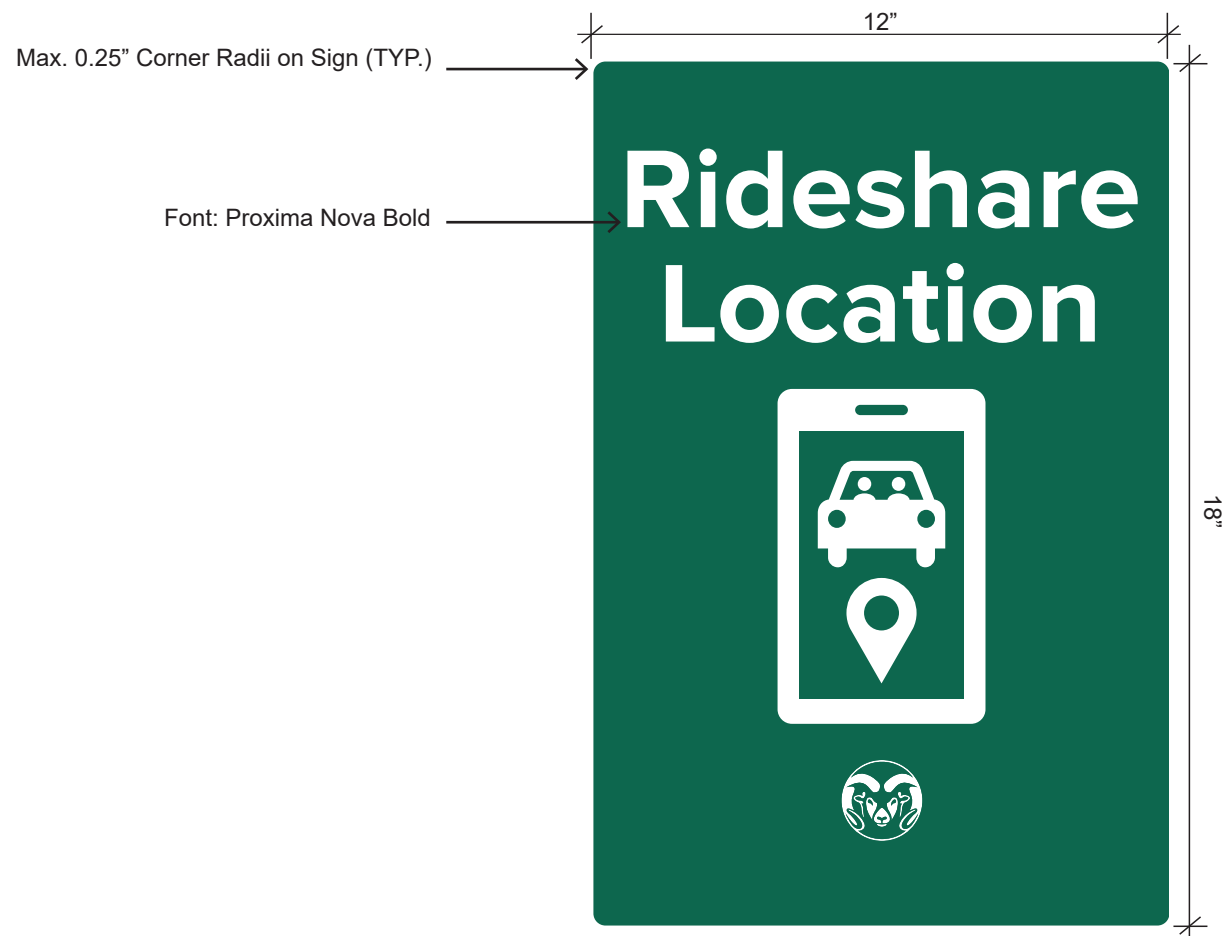 12”
Max. 0.25” Corner Radii on Sign (TYP.)
Rideshare
Font: Proxima Nova Bold
Location
18”